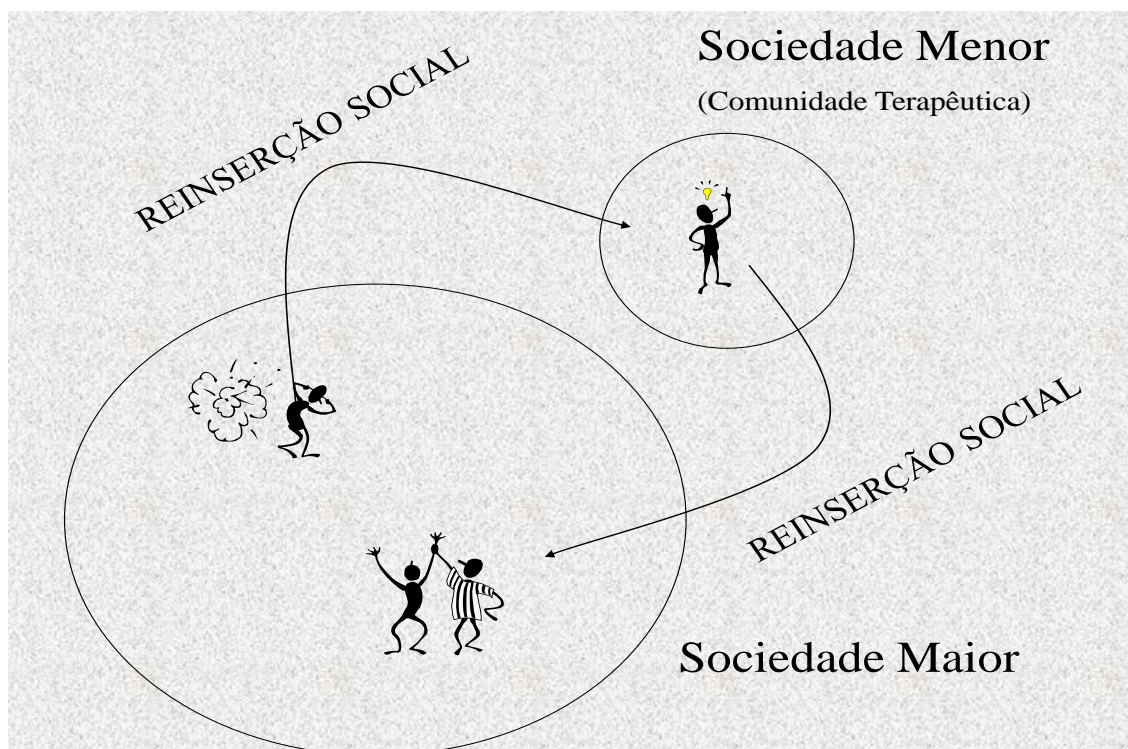 Sociedade Menor
(Comunidade Terapêutica)
REINSERÇÃO SOCIAL
REINSERÇÃO SOCIAL
Sociedade Maior